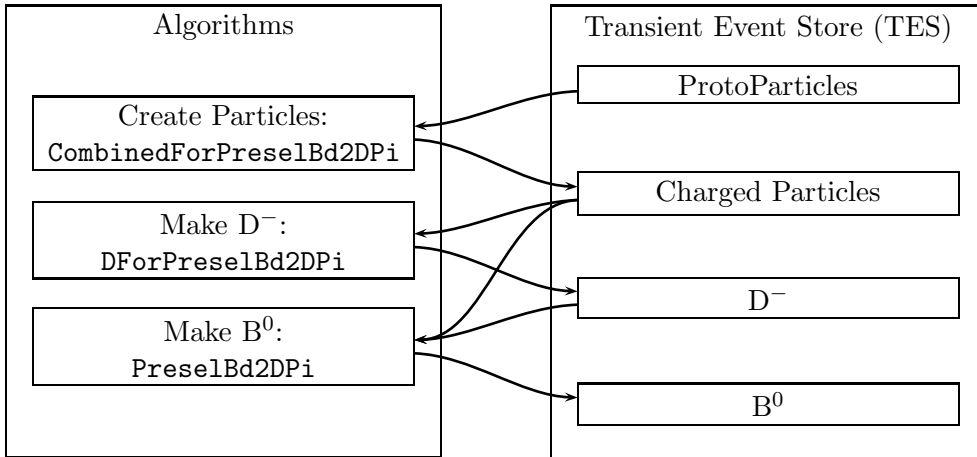 Algorithms
Create Particles:
CombinedForPreselBd2DPi
Make D⁻:
DForPreselBd2DPi
Make B⁰:
PreselBd2DPi
Transient Event Store (TES)
ProtoParticles
Charged Particles
D⁻
B⁰